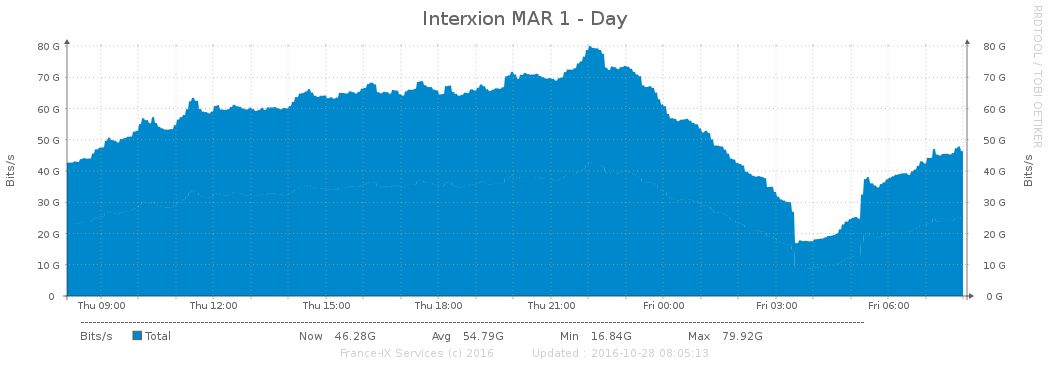 Interxion MAR 1 - Day
RRDTOOL / TOBI OETIKER
Bits/s
80 G
70 G
60 G
50 G
40 G
30 G
20 G
10 G
0
80 G
70 G
60 G
50 G
40 G
30 G
20 G
10 G
0 G
Bits/s
Thu 09:00 Thu 12:00 Thu 15:00 Thu 18:00 Thu 21:00 Fri 00:00 Fri 03:00 Fri 06:00
Bits/s Total Now 46.28G Avg 54.79G Min 16.84G Max 79.92G
France-IX Services (c) 2016 Updated : 2016-10-28 08:05:13